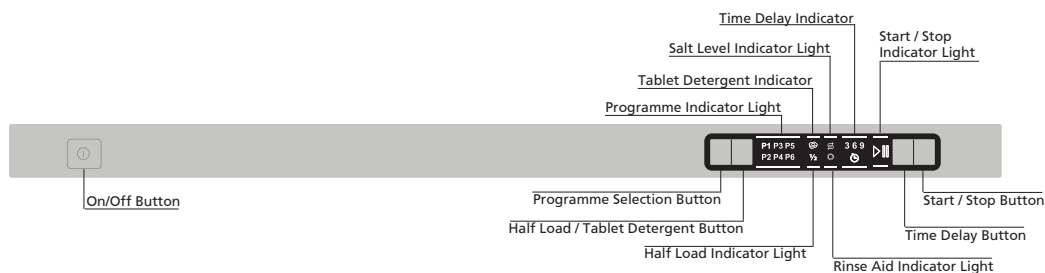 Time Delay Indicator
Start / Stop
Indicator Light
Salt Level Indicator Light
Tablet Detergent Indicator
Programme Indicator Light
P1 P3 P5
3 6 9
P2 P4 P6
½
On/Off Button
Programme Selection Button
Start / Stop Button
Half Load / Tablet Detergent Button
Time Delay Button
Half Load Indicator Light
Rinse Aid Indicator Light